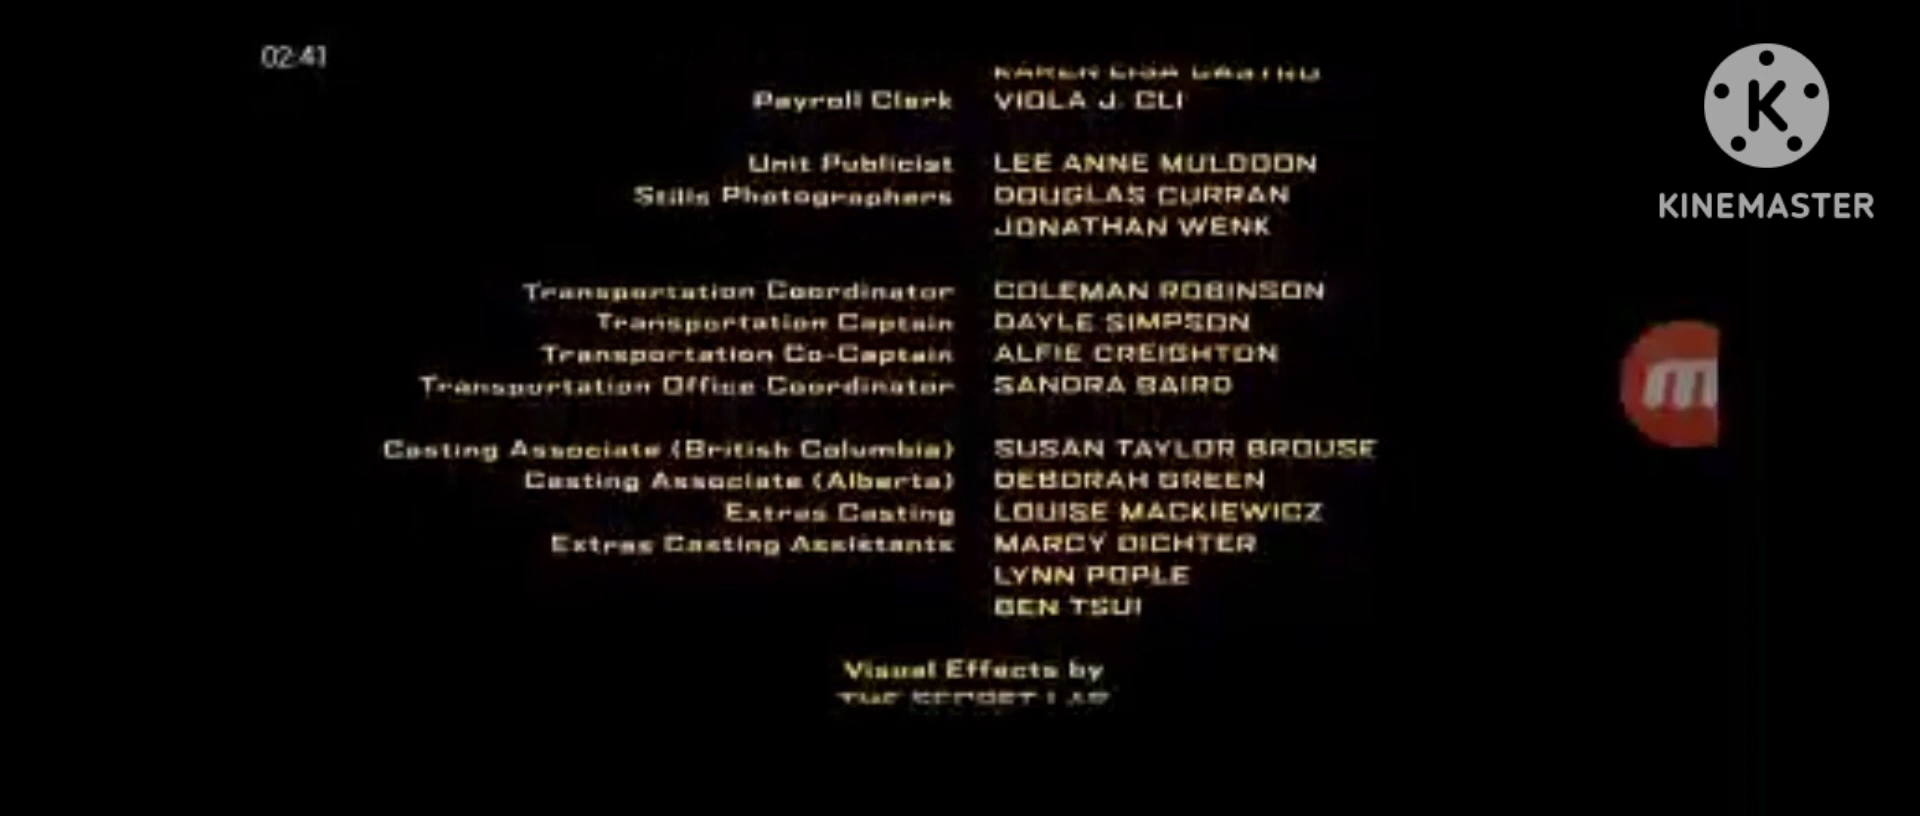 02:41
KINEMASTER
Payroll Clerk VIOLA J. CLI
Unit Publicist LEE ANNE MULDOON
Stills Photographers DOUGLAS CURRAN
JONATHAN WENK
Transportation Coordinator COLEMAN ROBINSON
Transportation Captain DAYLE SIMPSON
Transportation Co-Captain ALFIE CREIGHTON
Transportation Office Coordinator SANDRA BAIRD
Casting Associate (British Columbia) SUSAN TAYLOR BROUSE
Casting Associate (Alberta) DEBORAH GREEN
Extras Casting LOUISE MACKIEWICZ
Extras Casting Assistants MARCY DICHTER
LYNN POPLE
BEN TSUI
Visual Effects by